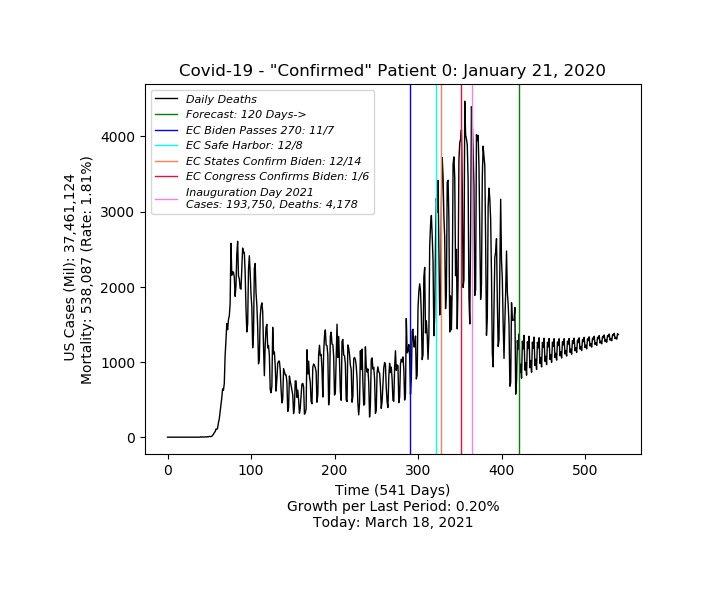 Covid-19 - "Confirmed" Patient 0: January 21, 2020
Daily Deaths
Forecast: 120 Days->
EC Biden Passes 270: 11/7
EC Safe Harbor: 12/8
EC States Confirm Biden: 12/14
EC Congress Confirms Biden: 1/6
Inauguration Day 2021
Cases: 193,750, Deaths: 4,178
US Cases (Mil): 37,461,124
Mortality: 538,087 (Rate: 1.81%)
4000
3000
2000
1000
0
0 100 200 300 400 500
Time (541 Days)
Growth per Last Period: 0.20%
Today: March 18, 2021